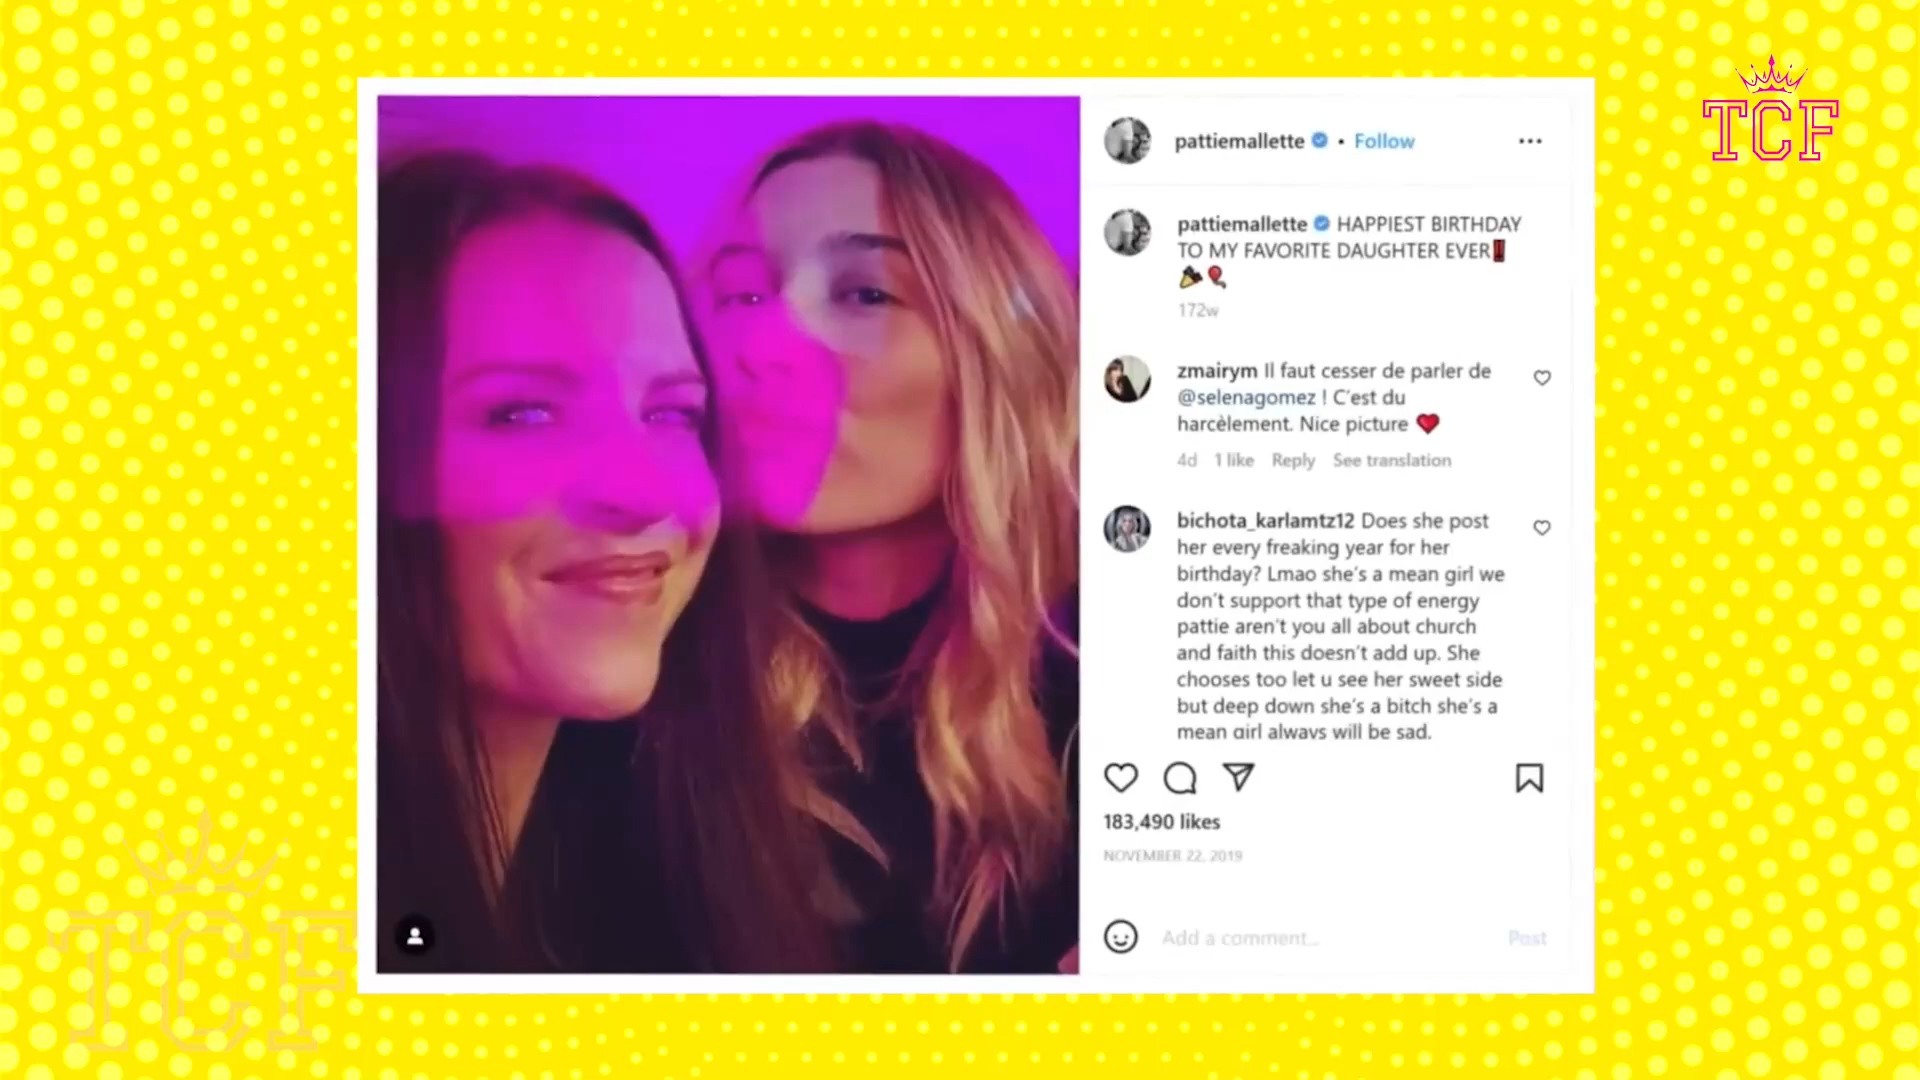 TCF
pattiemallette • Follow
pattiemallette HAPPIEST BIRTHDAY
TO MY FAVORITE DAUGHTER EVER❗
🎉🎈
172w
zmairym Il faut cesser de parler de
@selenagomez ! C'est du
harcèlement. Nice picture ❤️
4d 1 like Reply See translation
bichota_karlamtz12 Does she post
her every freaking year for her
birthday? Lmao she's a mean girl we
don't support that type of energy
pattie aren't you all about church
and faith this doesn't add up. She
chooses too let u see her sweet side
but deep down she's a bitch she's a
mean girl always will be sad.
183,490 likes
NOVEMBER 22, 2019
Add a comment...
Post
TCF